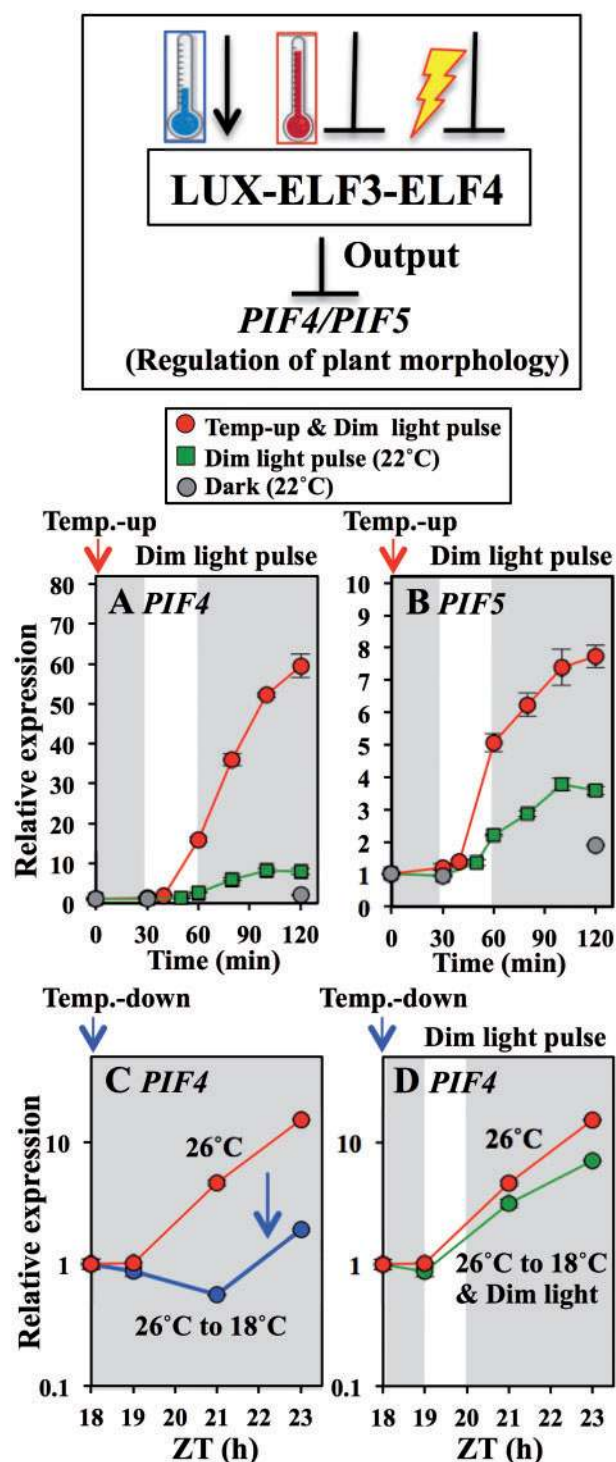 LUX-ELF3-ELF4
Output
PIF4/PIF5
(Regulation of plant morphology)
Temp-up & Dim light pulse
Dim light pulse (22˚C)
Dark (22˚C)
Temp.-up
Dim light pulse
A PIF4
Relative expression
80
70
60
50
40
30
20
10
0
0 30 60 90 120
Time (min)
Temp.-up
Dim light pulse
B PIF5
10
9
8
7
6
5
4
3
2
1
0
0 30 60 90 120
Time (min)
Temp.-down
C PIF4
Relative expression
10
1
0.1
26˚C
26˚C to 18˚C
18 19 20 21 22 23
ZT (h)
Temp.-down
Dim light pulse
D PIF4
26˚C
26˚C to 18˚C
& Dim light
18 19 20 21 22 23
ZT (h)